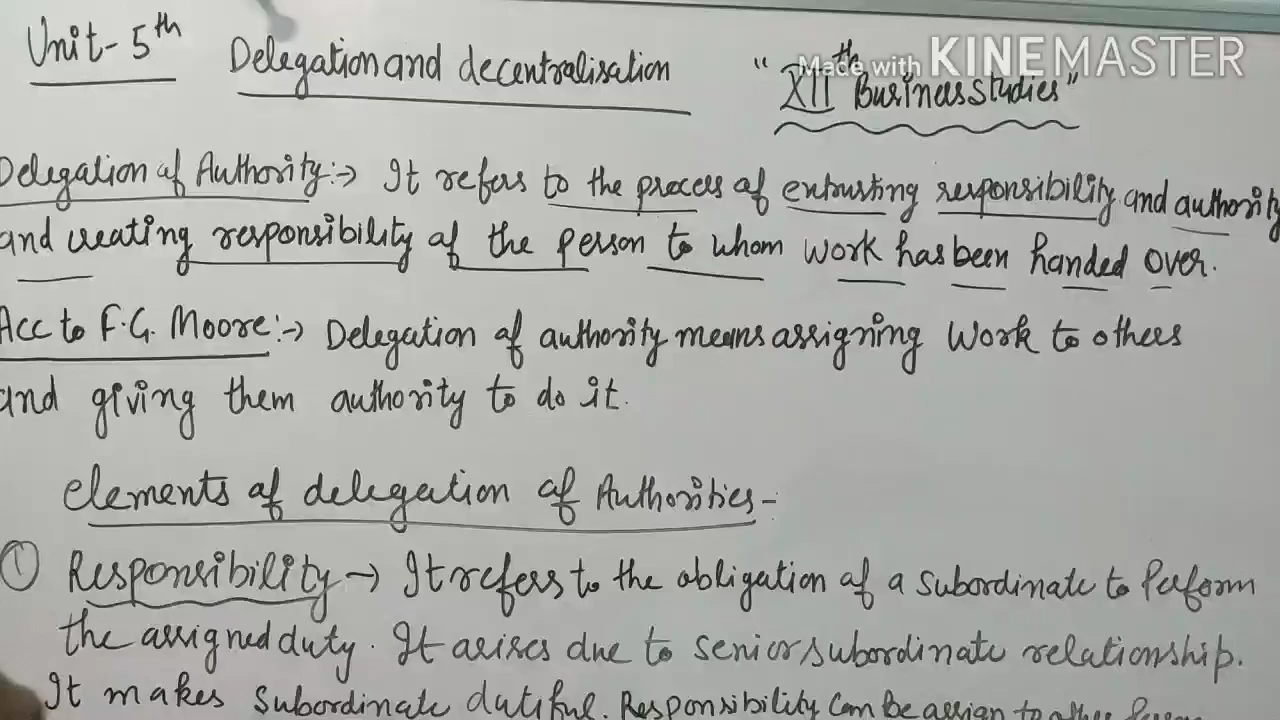 Unit-5th Delegation and decentralisation "XIIth Business Studies"
Made with KINEMASTER
Delegation of Authority:→ It refers to the process of entrusting responsibility and authority
and creating responsibility of the person to whom work has been handed over.
Acc to F.G. Moore:→ Delegation of authority means assigning work to others
and giving them authority to do it.
Elements of delegation of Authorities-
① Responsibility → It refers to the obligation of a subordinate to Perform
the assigned duty. It arises due to senior subordinate relationship.
It makes subordinate dutiful. Responsibility can be assign to other Person